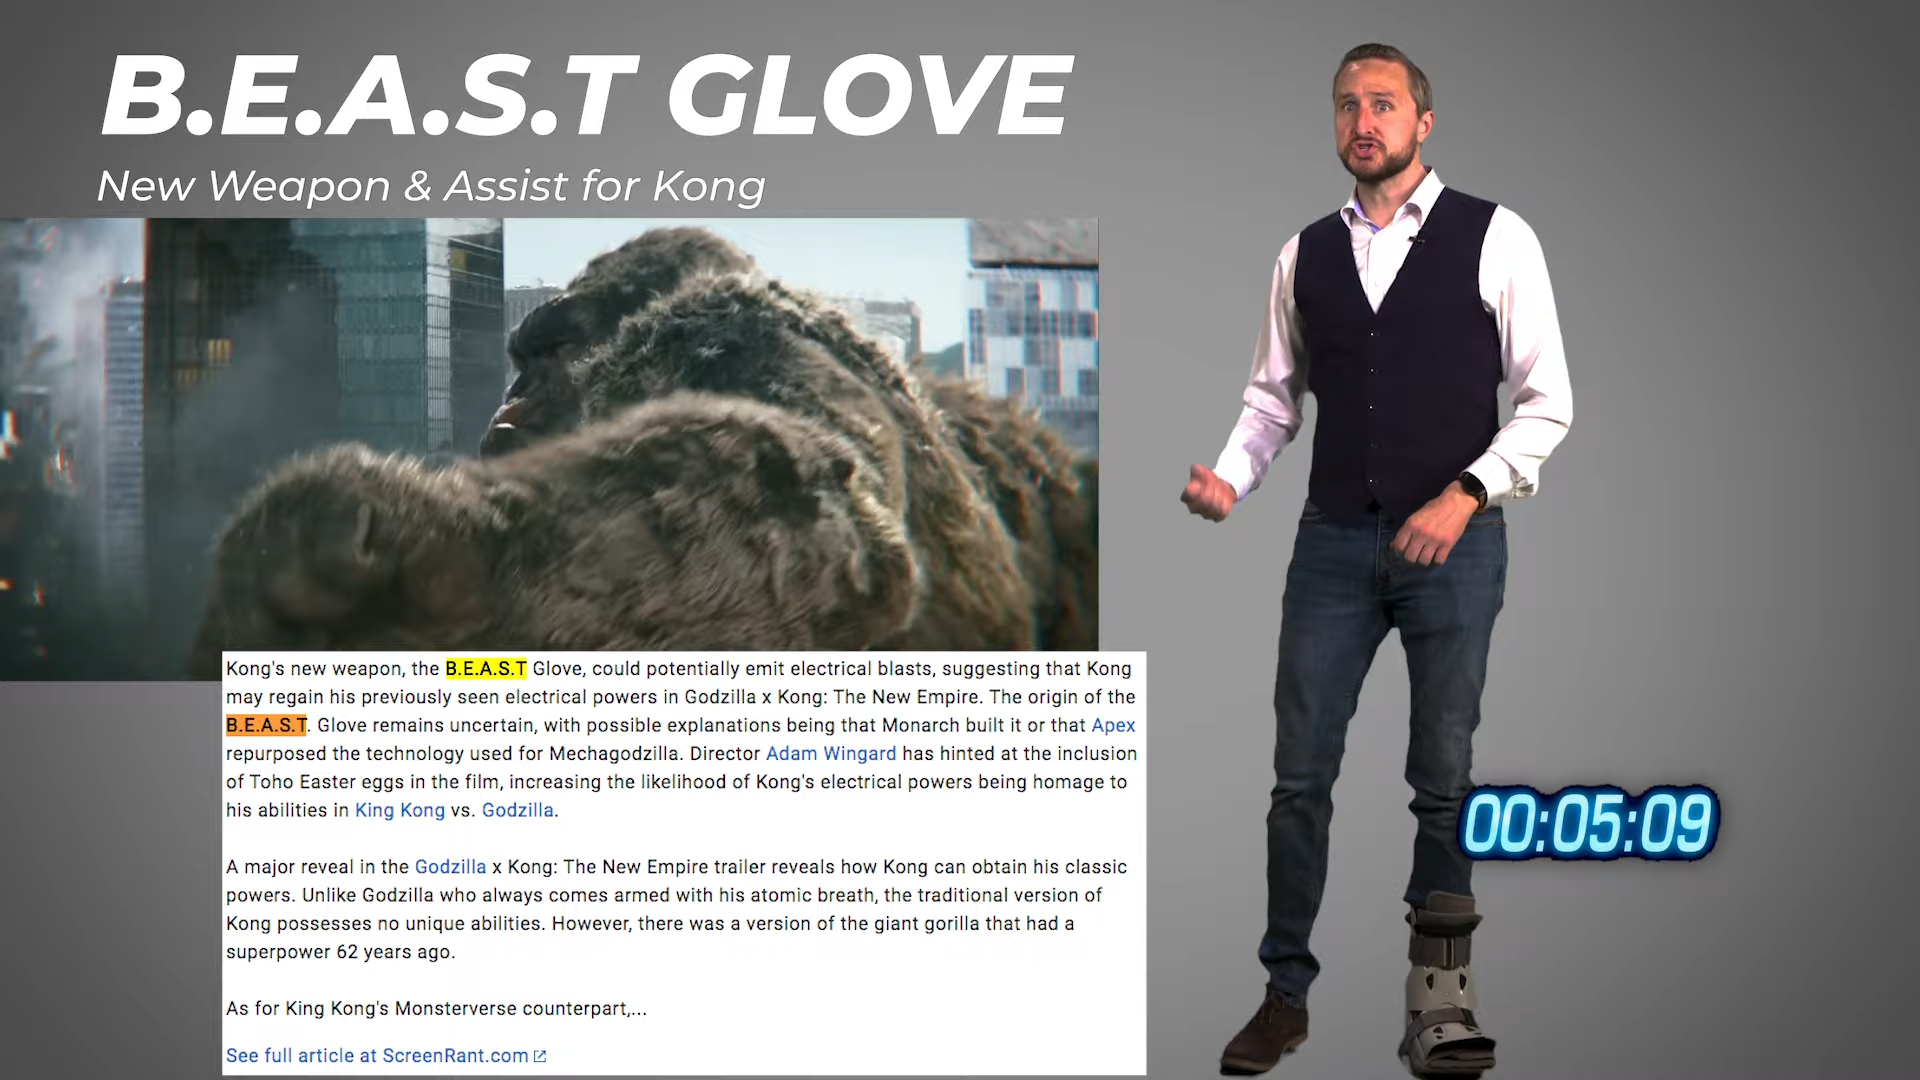 B.E.A.S.T GLOVE
New Weapon & Assist for Kong
Kong's new weapon, the B.E.A.S.T Glove, could potentially emit electrical blasts, suggesting that Kong
may regain his previously seen electrical powers in Godzilla x Kong: The New Empire. The origin of the
B.E.A.S.T. Glove remains uncertain, with possible explanations being that Monarch built it or that Apex
repurposed the technology used for Mechagodzilla. Director Adam Wingard has hinted at the inclusion
of Toho Easter eggs in the film, increasing the likelihood of Kong's electrical powers being homage to
his abilities in King Kong vs. Godzilla.
A major reveal in the Godzilla x Kong: The New Empire trailer reveals how Kong can obtain his classic
powers. Unlike Godzilla who always comes armed with his atomic breath, the traditional version of
Kong possesses no unique abilities. However, there was a version of the giant gorilla that had a
superpower 62 years ago.
As for King Kong's Monsterverse counterpart,...
See full article at ScreenRant.com
00:05:09